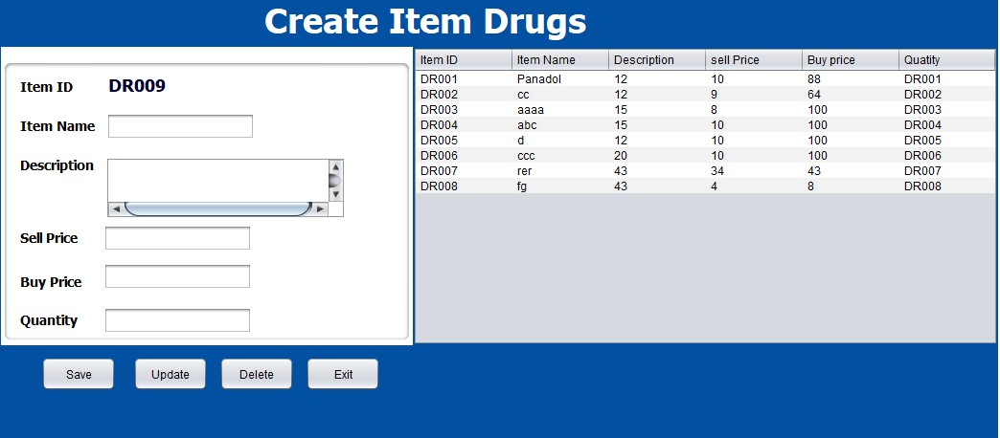 Create Item Drugs
Item ID DR009
Item Name
Description
Sell Price
Buy Price
Quantity
Save Update Delete Exit
Item ID Item Name Description sell Price Buy price Quatity
DR001 Panadol 12 10 88 DR001
DR002 cc 12 9 64 DR002
DR003 aaaa 15 8 100 DR003
DR004 abc 15 10 100 DR004
DR005 d 12 10 100 DR005
DR006 ccc 20 10 100 DR006
DR007 rer 43 34 43 DR007
DR008 fg 43 4 8 DR008